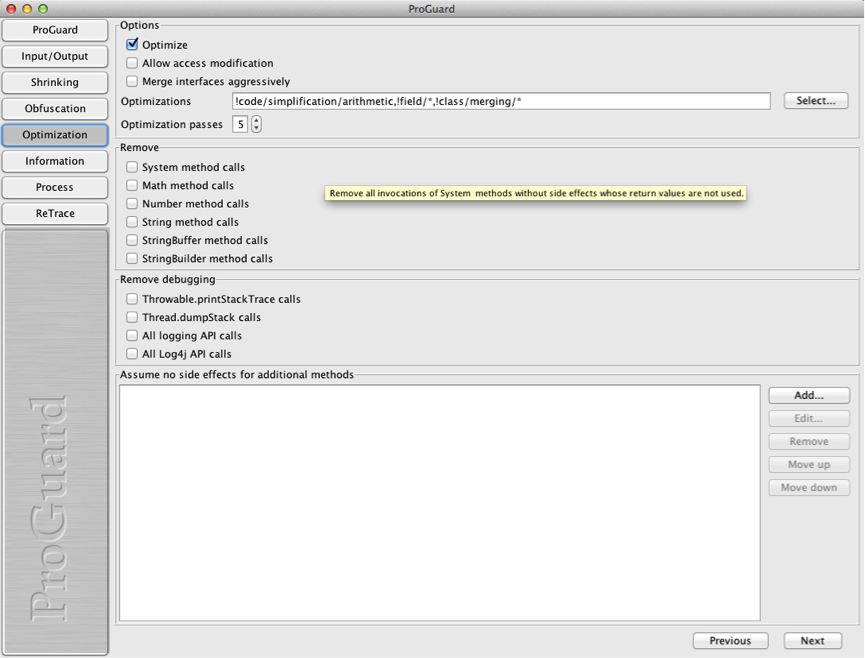 ProGuard
ProGuard
Input/Output
Shrinking
Obfuscation
Optimization
Information
Process
ReTrace
ProGuard
Options
Optimize
Allow access modification
Merge interfaces aggressively
Optimizations !code/simplification/arithmetic,!field/*,!class/merging/* Select...
Optimization passes 5
Remove
System method calls
Math method calls
Remove all invocations of System methods without side effects whose return values are not used.
Number method calls
String method calls
StringBuffer method calls
StringBuilder method calls
Remove debugging
Throwable.printStackTrace calls
Thread.dumpStack calls
All logging API calls
All Log4j API calls
Assume no side effects for additional methods
Add...
Edit...
Remove
Move up
Move down
Previous Next